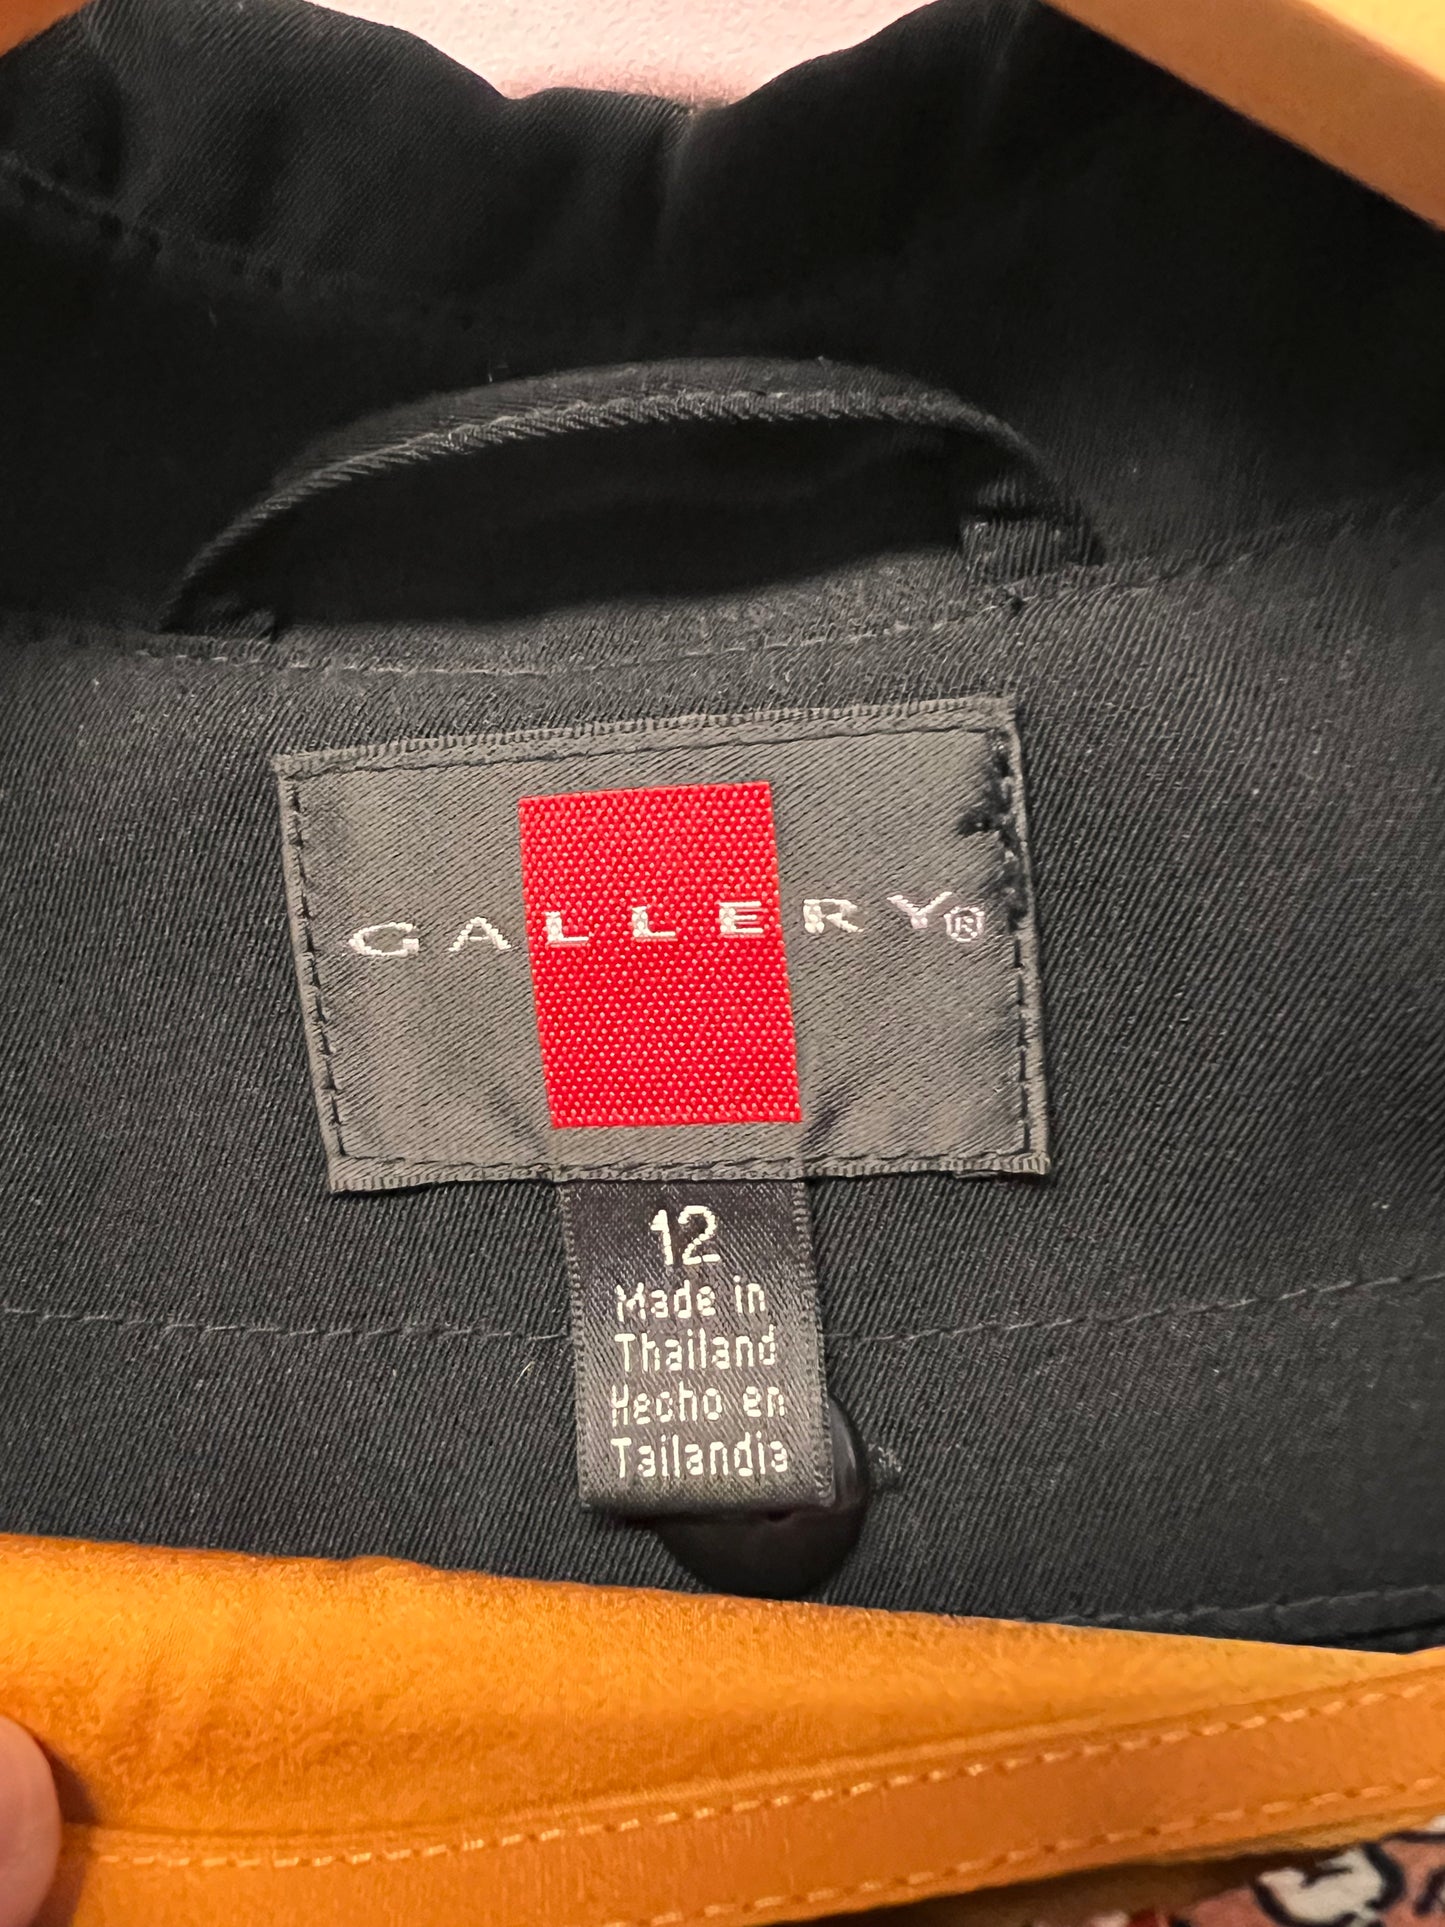 GALLERY®
12
Made in
Thailand
Hecho en
Tailandia